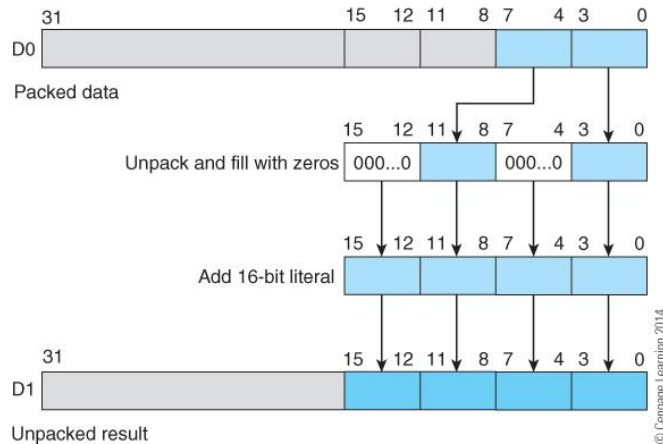 31 15 12 11 8 7 4 3 0
D0
Packed data
15 12 11 8 7 4 3 0
Unpack and fill with zeros 000...0 000...0
15 12 11 8 7 4 3 0
Add 16-bit literal
31 15 12 11 8 7 4 3 0
D1
Unpacked result
© Cengage Learning 2014